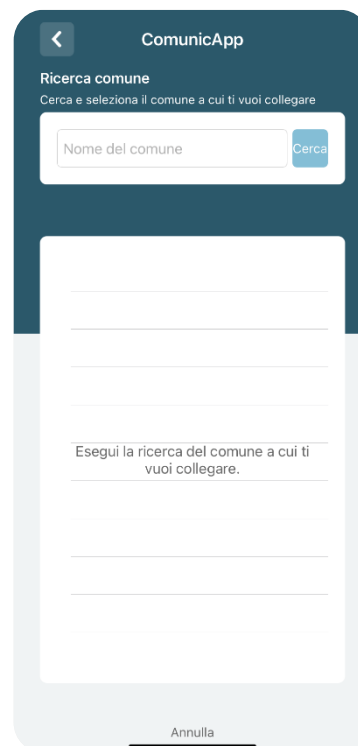 ComunicApp
Ricerca comune
Cerca e seleziona il comune a cui ti vuoi collegare
Nome del comune
Cerca
Esegui la ricerca del comune a cui ti
vuoi collegare.
Annulla